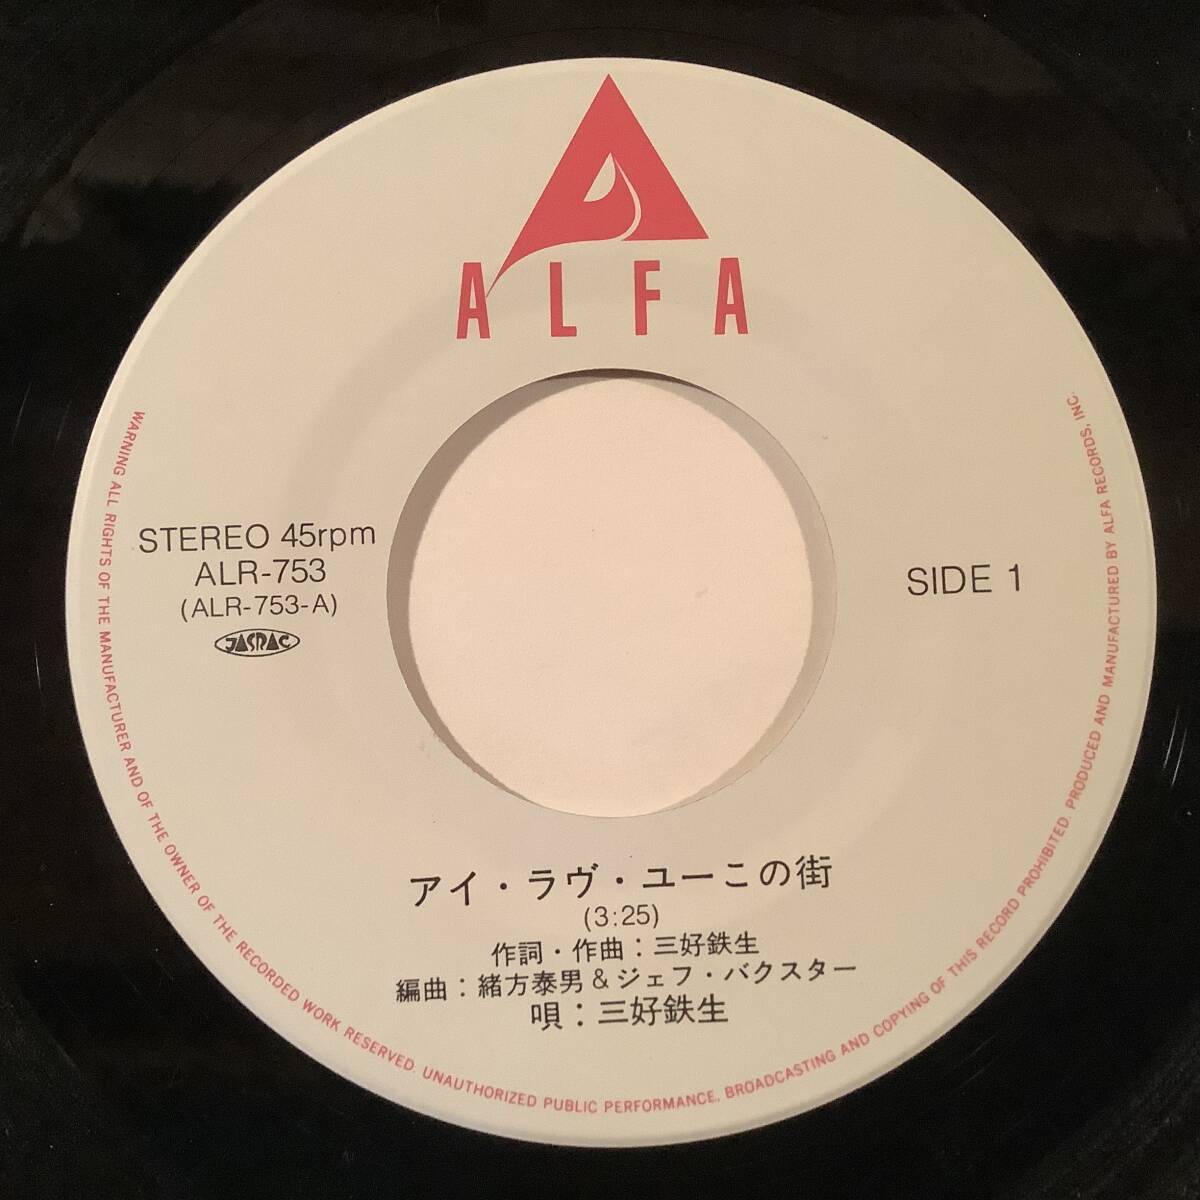 ALFA
STEREO 45rpm
ALR-753
(ALR-753-A)
JASRAC
SIDE 1
アイ・ラヴ・ユーこの街
(3:25)
作詞・作曲：三好鉄生
編曲：緒方泰男＆ジェフ・バクスター
唄：三好鉄生
WARNING ALL RIGHTS OF THE MANUFACTURER AND OF THE OWNER OF THE RECORDED WORK RESERVED. UNAUTHORIZED PUBLIC PERFORMANCE, BROADCASTING AND COPYING OF THIS RECORD PROHIBITED. PRODUCED AND MANUFACTURED BY ALFA RECORDS, INC.